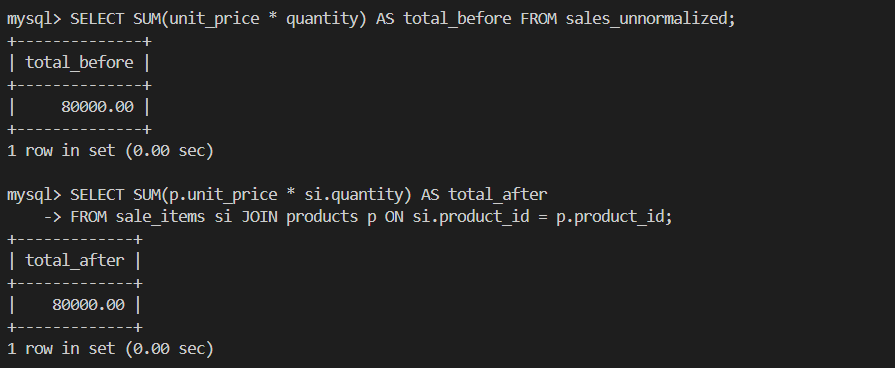 mysql> SELECT SUM(unit_price * quantity) AS total_before FROM sales_unnormalized;
+--------------+
| total_before |
+--------------+
|     80000.00 |
+--------------+
1 row in set (0.00 sec)

mysql> SELECT SUM(p.unit_price * si.quantity) AS total_after
    -> FROM sale_items si JOIN products p ON si.product_id = p.product_id;
+-------------+
| total_after |
+-------------+
|    80000.00 |
+-------------+
1 row in set (0.00 sec)